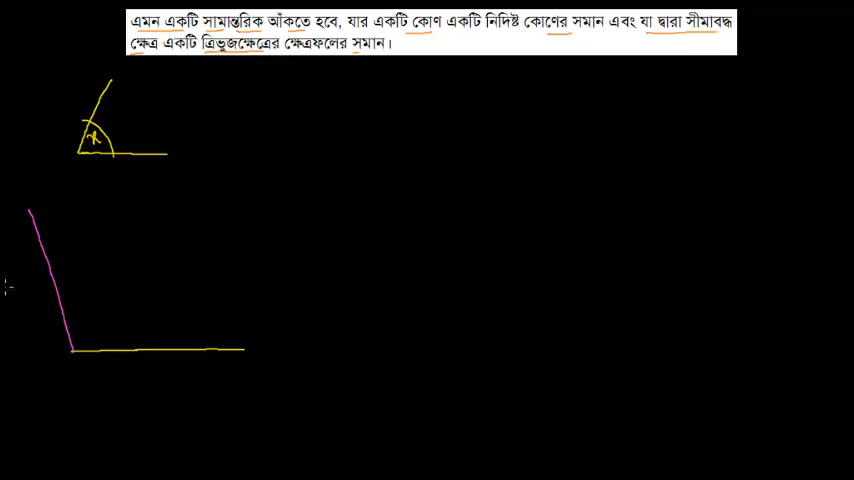 এমন একটি সামান্তরিক আঁকতে হবে, যার একটি কোণ একটি নিদিষ্ট কোণের সমান এবং যা দ্বারা সীমাবদ্ধ
ক্ষেত্র একটি ত্রিভুজক্ষেত্রের ক্ষেত্রফলের সমান।
x